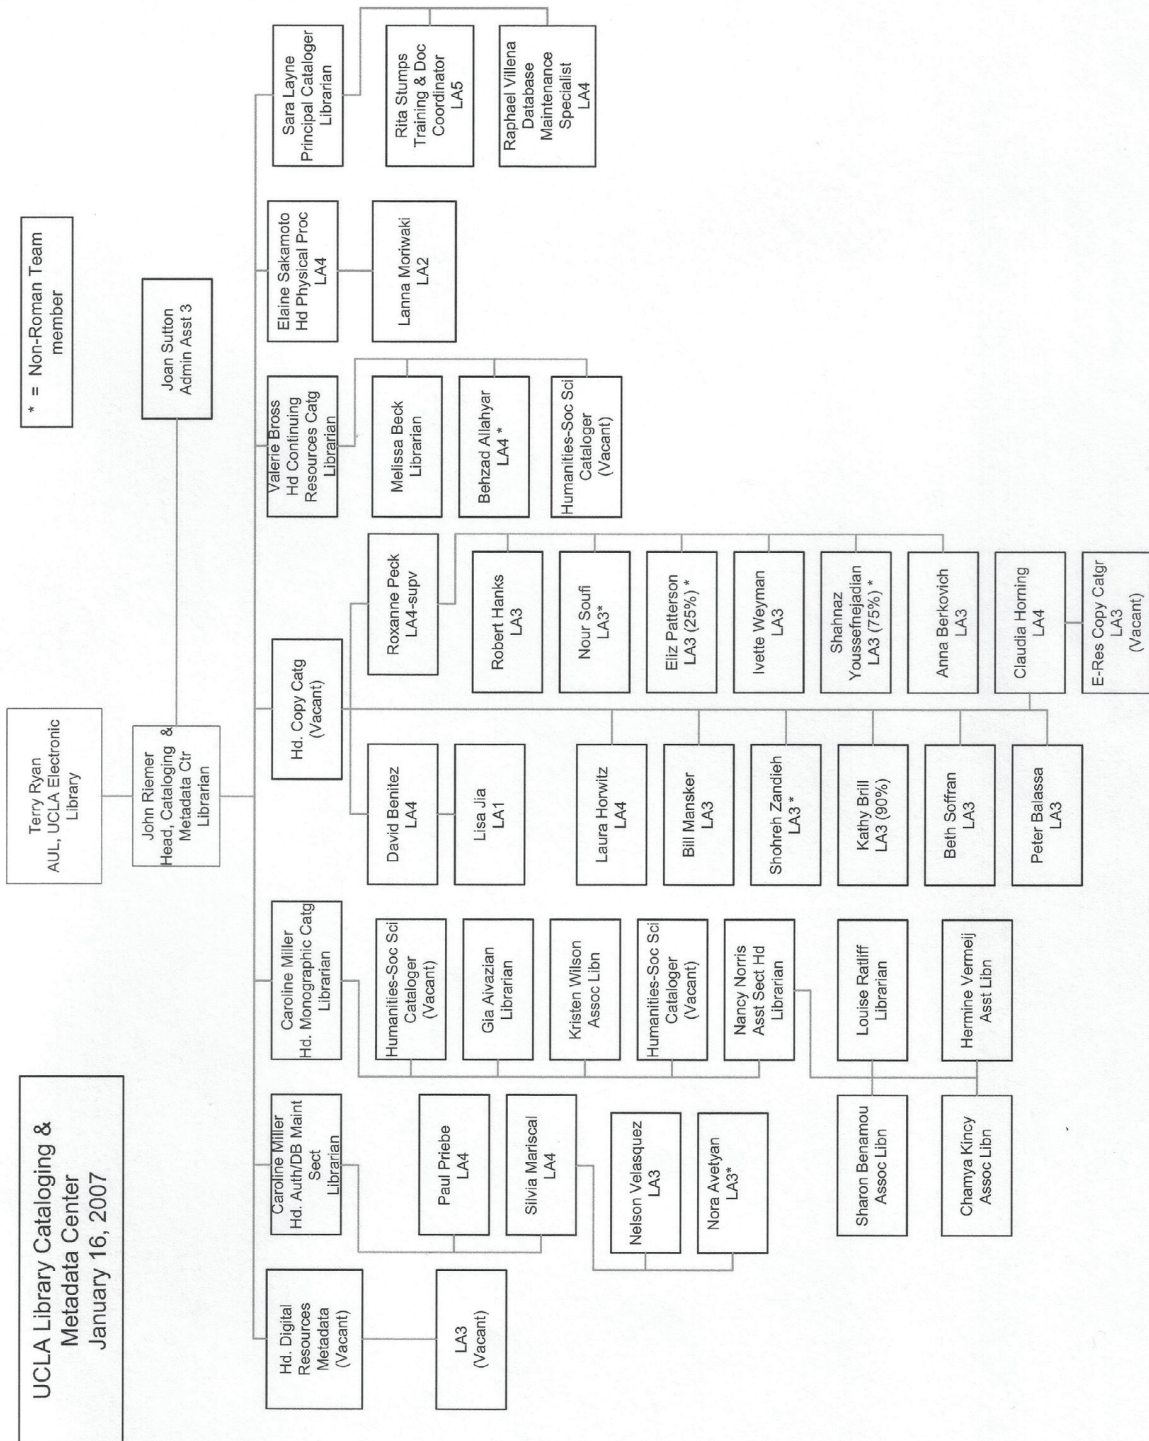 UCLA Library Cataloging &
Metadata Center
January 16, 2007
Terry Ryan
AUL, UCLA Electronic
Library
* = Non-Roman Team
member
John Riemer
Head, Cataloging &
Metadata Ctr
Librarian
Joan Sutton
Admin Asst 3
Hd. Digital
Resources
Metadata
(Vacant)
LA3
(Vacant)
Caroline Miller
Hd. Auth/DB Maint
Sect
Librarian
Paul Priebe
LA4
Silvia Mariscal
LA4
Nelson Velasquez
LA3
Nora Avetyan
LA3*
Caroline Miller
Hd. Monographic Catg
Librarian
Humanities-Soc Sci
Cataloger
(Vacant)
Gia Aivazian
Librarian
Kristen Wilson
Assoc Libn
Humanities-Soc Sci
Cataloger
(Vacant)
Nancy Norris
Asst Sect Hd
Librarian
Sharon Benamou
Assoc Libn
Louise Ratliff
Librarian
Chamya Kincy
Assoc Libn
Hermine Vermeij
Asst Libn
Hd. Copy Catg
(Vacant)
David Benitez
LA4
Lisa Jia
LA1
Laura Horwitz
LA4
Bill Mansker
LA3
Shohreh Zandieh
LA3 *
Kathy Brill
LA3 (90%)
Beth Soffran
LA3
Peter Balassa
LA3
Roxanne Peck
LA4-supv
Robert Hanks
LA3
Nour Soufi
LA3*
Eliz Patterson
LA3 (25%) *
Ivette Weyman
LA3
Shahnaz
Youssefnejadian
LA3 (75%) *
Anna Berkovich
LA3
Claudia Horning
LA4
E-Res Copy Catgr
LA3
(Vacant)
Valerie Bross
Hd Continuing
Resources Catg
Librarian
Melissa Beck
Librarian
Behzad Allahyar
LA4 *
Humanities-Soc Sci
Cataloger
(Vacant)
Elaine Sakamoto
Hd Physical Proc
LA4
Lanna Moriwaki
LA2
Sara Layne
Principal Cataloger
Librarian
Rita Stumps
Training & Doc
Coordinator
LA5
Raphael Villena
Database
Maintenance
Specialist
LA4